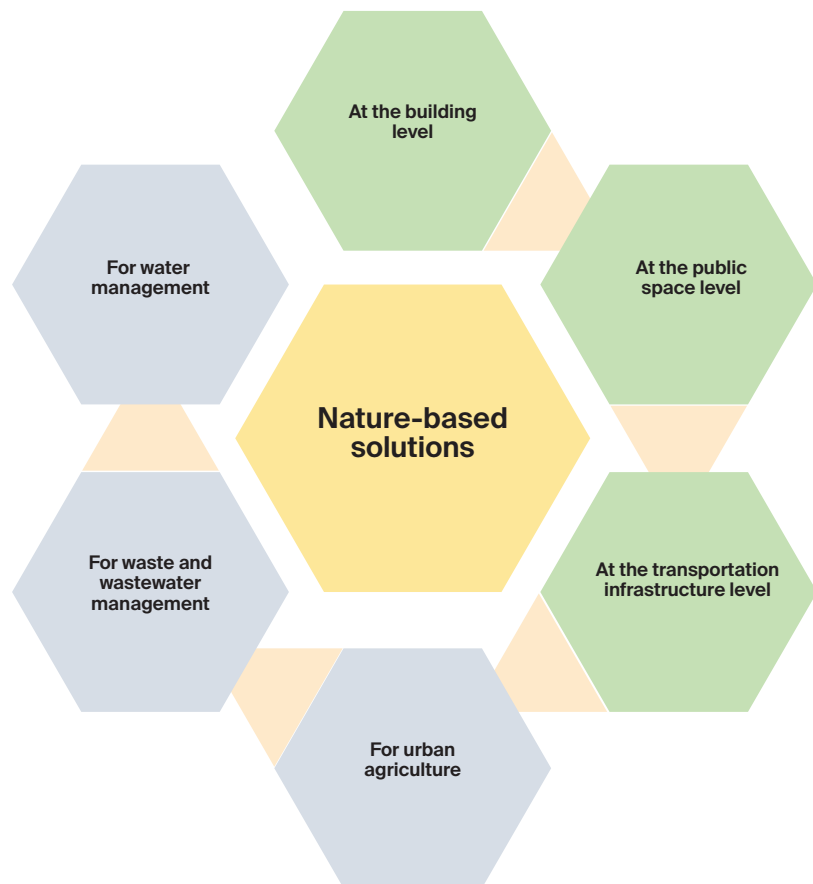 At the building
level
At the public
space level
At the transportation
infrastructure level
For urban
agriculture
For waste and
wastewater
management
For water
management
Nature-based
solutions